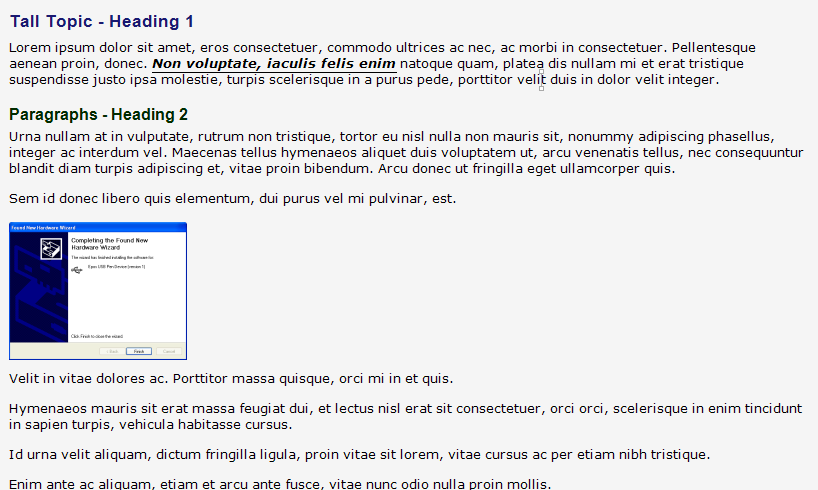 Tall Topic - Heading 1
Lorem ipsum dolor sit amet, eros consectetuer, commodo ultrices ac nec, ac morbi in consectetuer. Pellentesque
aenean proin, donec. Non voluptate, iaculis felis enim natoque quam, platea dis nullam mi et erat tristique
suspendisse justo ipsa molestie, turpis scelerisque in a purus pede, porttitor velit duis in dolor velit integer.
Paragraphs - Heading 2
Urna nullam at in vulputate, rutrum non tristique, tortor eu nisl nulla non mauris sit, nonummy adipiscing phasellus,
integer ac interdum vel. Maecenas tellus hymenaeos aliquet duis voluptatem ut, arcu venenatis tellus, nec consequuntur
blandit diam turpis adipiscing et, vitae proin bibendum. Arcu donec ut fringilla eget ullamcorper quis.
Sem id donec libero quis elementum, dui purus vel mi pulvinar, est.
Found New Hardware Wizard
Completing the Found New
Hardware Wizard
The wizard has finished installing the software for:
Epos USB Pen Device (version 1)
Click Finish to close the wizard.
< Back Finish Cancel
Velit in vitae dolores ac. Porttitor massa quisque, orci mi in et quis.
Hymenaeos mauris sit erat massa feugiat dui, et lectus nisl erat sit consectetuer, orci orci, scelerisque in enim tincidunt
in sapien turpis, vehicula habitasse cursus.
Id urna velit aliquam, dictum fringilla ligula, proin vitae sit lorem, vitae cursus ac per etiam nibh tristique.
Enim ante ac aliquam, etiam et arcu ante fusce, vitae nunc odio nulla proin mollis.